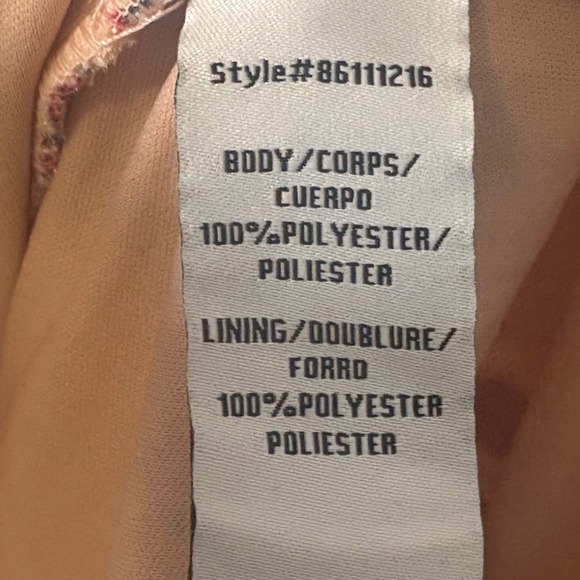 Style#86111216
BODY/CORPS/
CUERPO
100%POLYESTER/
POLIESTER
LINING/DOUBLURE/
FORRO
100%POLYESTER
POLIESTER